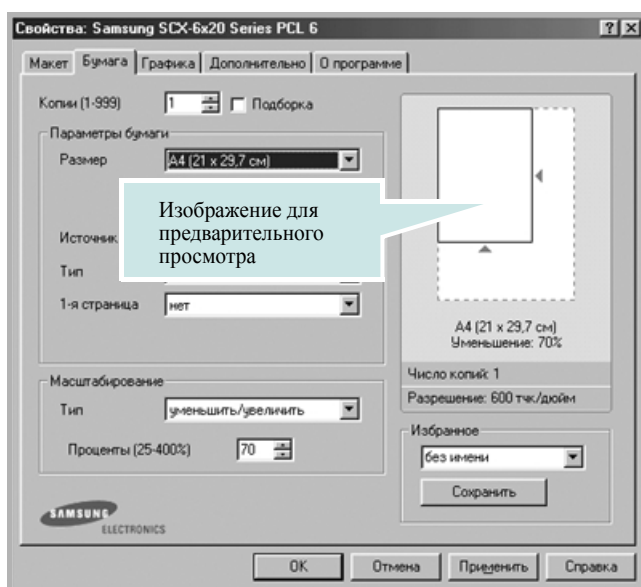 Свойства: Samsung SCX-6x20 Series PCL 6
Макет Бумага Графика Дополнительно О программе
Копии (1-999) 1 Подборка
Параметры бумаги
Размер A4 (21 x 29,7 см)
Изображение для
предварительного
просмотра
Источник
Тип
1-я страница нет
A4 (21 x 29,7 см)
Уменьшение: 70%
Число копий: 1
Разрешение: 600 тчк/дюйм
Масштабирование
Тип уменьшить/увеличить
Проценты (25-400%) 70
Избранное
без имени
Сохранить
SAMSUNG
ELECTRONICS
OK Отмена Применить Справка